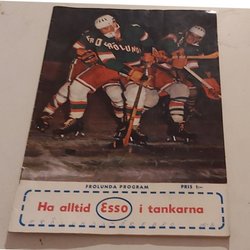 FRÖLUNDA
FRÖLUNDA PROGRAM PRIS 1:-
Ha alltid Esso i tankarna